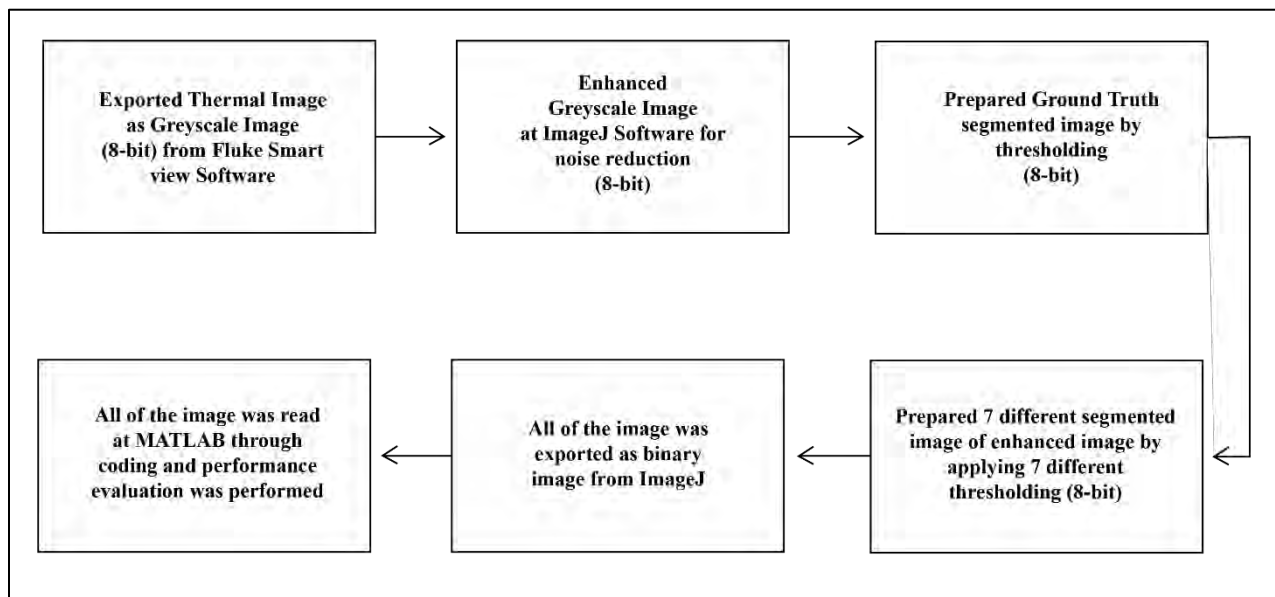 Exported Thermal Image
as Greyscale Image
(8-bit) from Fluke Smart
view Software
Enhanced
Greyscale Image
at ImageJ Software for
noise reduction
(8-bit)
Prepared Ground Truth
segmented image by
thresholding
(8-bit)
Prepared 7 different segmented
image of enhanced image by
applying 7 different
thresholding (8-bit)
All of the image was
exported as binary
image from ImageJ
All of the image was read
at MATLAB through
coding and performance
evaluation was performed